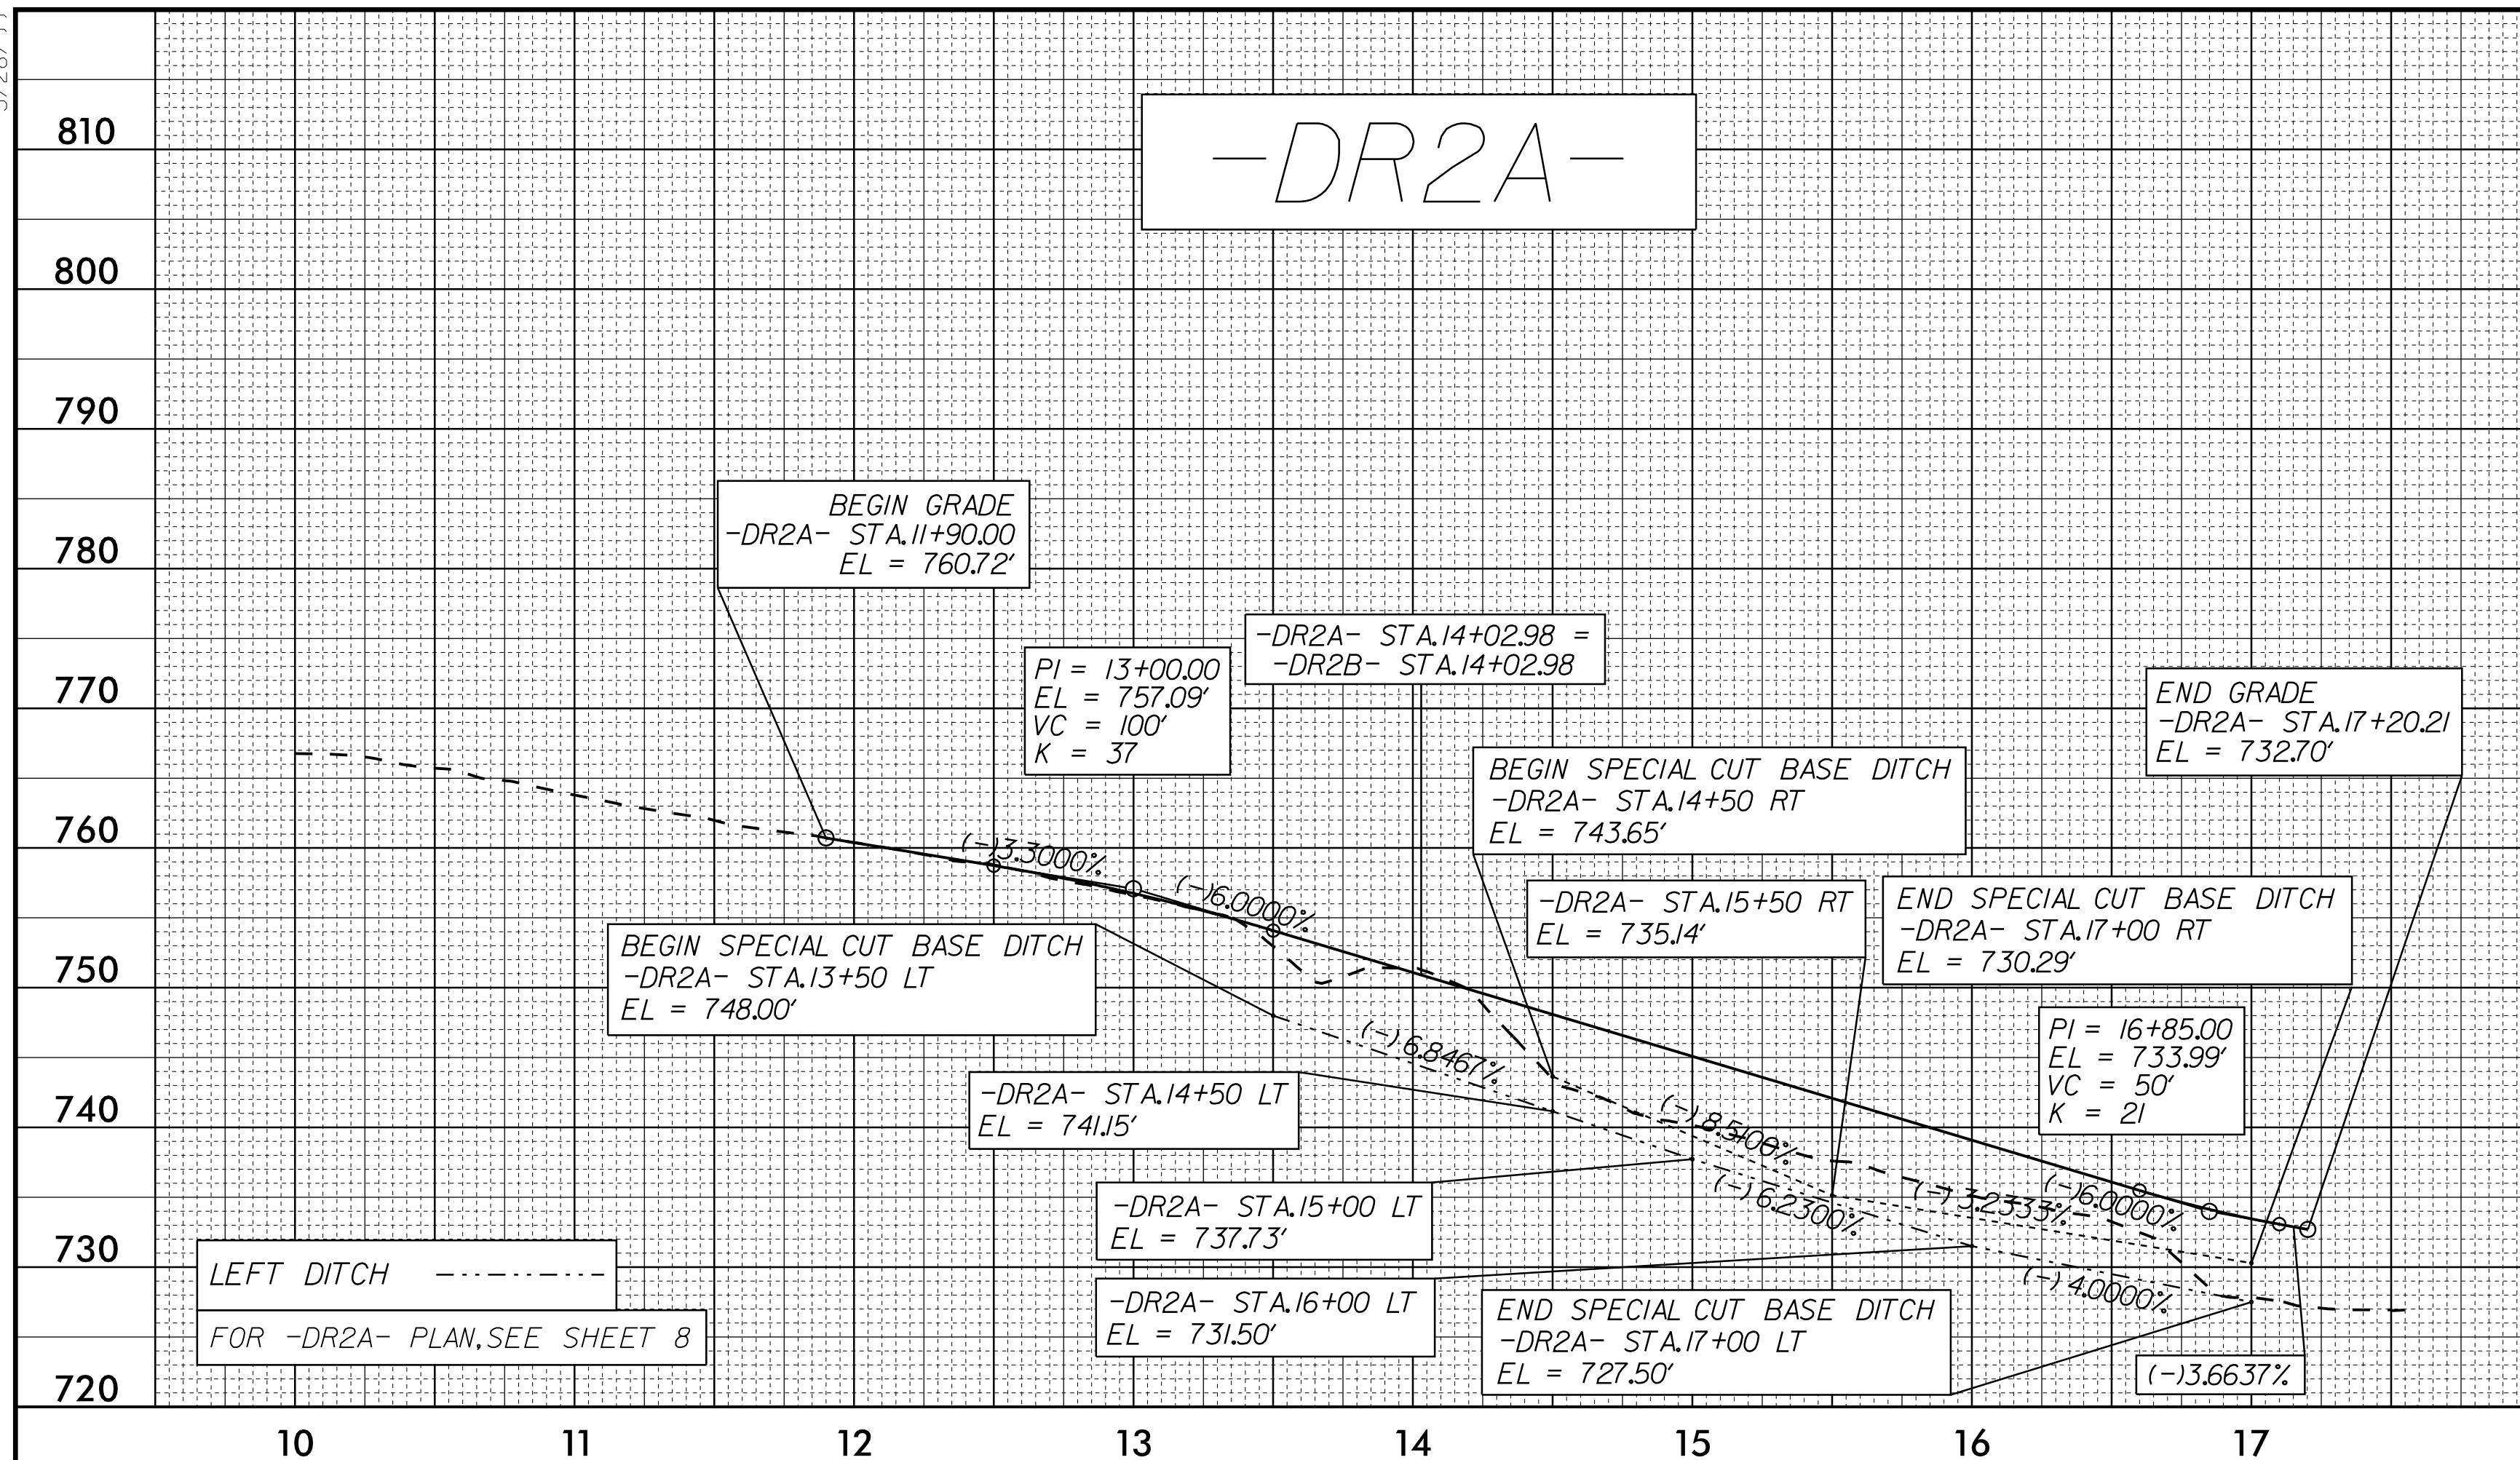 -DR2A-
810
800
790
780
770
760
750
740
730
720
BEGIN GRADE
-DR2A- STA.11+90.00
EL = 760.72'
PI = 13+00.00
EL = 757.09'
VC = 100'
K = 37
-DR2A- STA.14+02.98 =
-DR2B- STA.14+02.98
END GRADE
-DR2A- STA.17+20.21
EL = 732.70'
BEGIN SPECIAL CUT BASE DITCH
-DR2A- STA.14+50 RT
EL = 743.65'
-DR2A- STA.15+50 RT
EL = 735.14'
END SPECIAL CUT BASE DITCH
-DR2A- STA.17+00 RT
EL = 730.29'
(-)3.3000%
(-)6.0000%
BEGIN SPECIAL CUT BASE DITCH
-DR2A- STA.13+50 LT
EL = 748.00'
PI = 16+85.00
EL = 733.99'
VC = 50'
K = 21
(-)6.8467%
-DR2A- STA.14+50 LT
EL = 741.15'
(-)8.5100%
(-)6.2300%
(-)3.2333%
(-)6.0000%
-DR2A- STA.15+00 LT
EL = 737.73'
(-)4.0000%
-DR2A- STA.16+00 LT
EL = 731.50'
END SPECIAL CUT BASE DITCH
-DR2A- STA.17+00 LT
EL = 727.50'
(-)3.6637%
LEFT DITCH
FOR -DR2A- PLAN, SEE SHEET 8
10 11 12 13 14 15 16 17